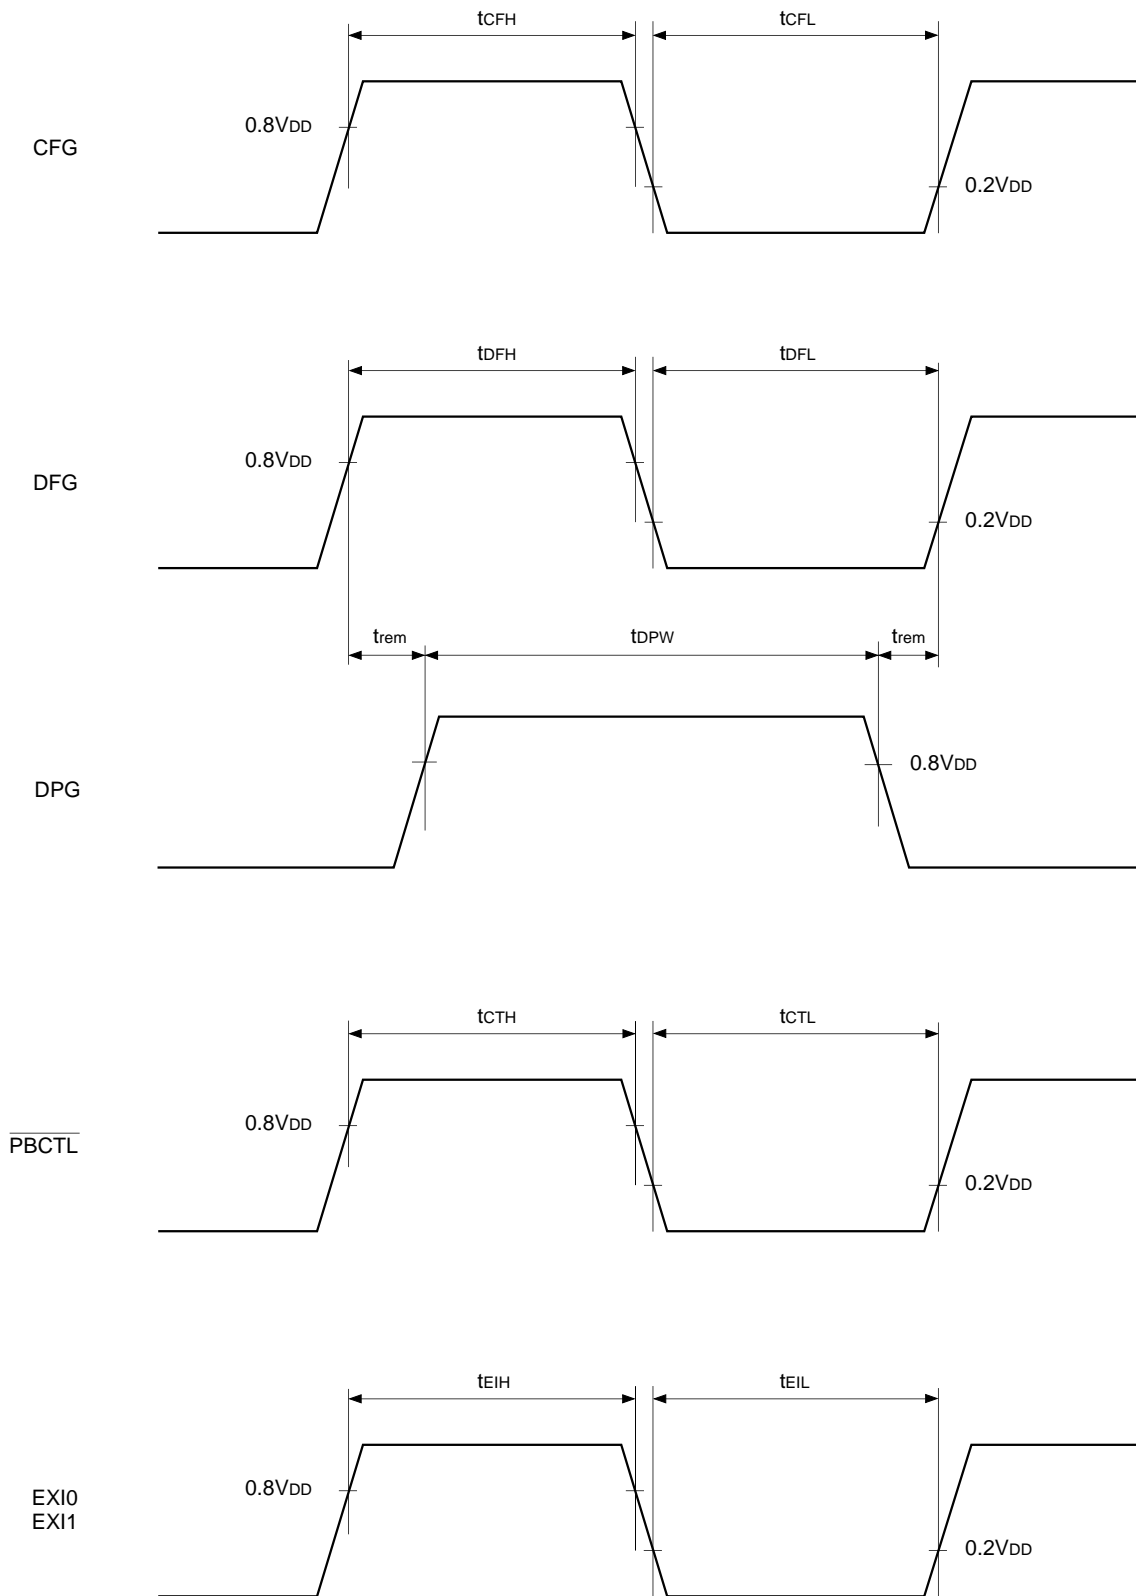 tCFH tCFL
0.8VDD
CFG
0.2VDD
tDFH tDFL
0.8VDD
DFG
0.2VDD
trem tDPW trem
0.8VDD
DPG
tCTH tCTL
0.8VDD
PBCTL
0.2VDD
tEIH tEIL
0.8VDD
EXI0
EXI1
0.2VDD